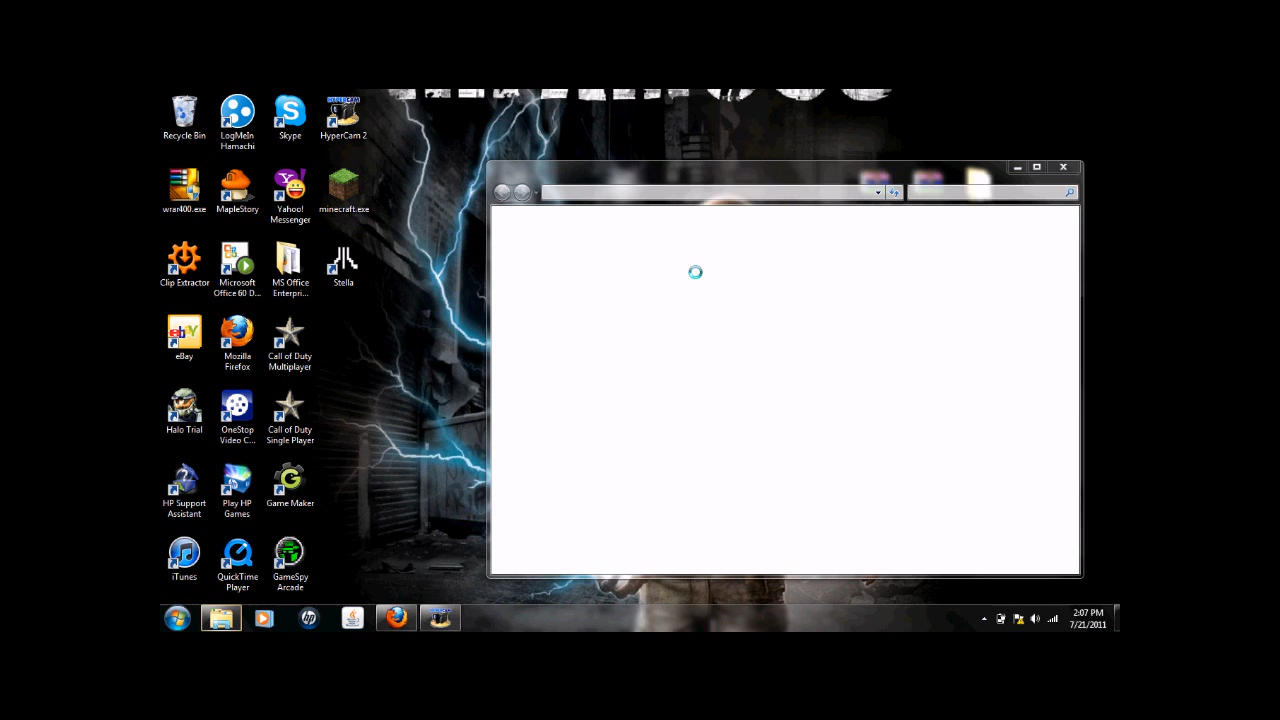 Recycle Bin
LogMeIn
Hamachi
Skype
HYPERCAM
HyperCam 2
wrar400.exe
MapleStory
Yahoo!
Messenger
minecraft.exe
Clip Extractor
Microsoft
Office 60 D...
MS Office
Enterpri...
Stella
ebY
eBay
Mozilla
Firefox
Call of Duty
Multiplayer
Halo Trial
OneStop
Video C...
Call of Duty
Single Player
HP Support
Assistant
Play HP
Games
Game Maker
iTunes
QuickTime
Player
GameSpy
Arcade
hp
2:07 PM
7/21/2011